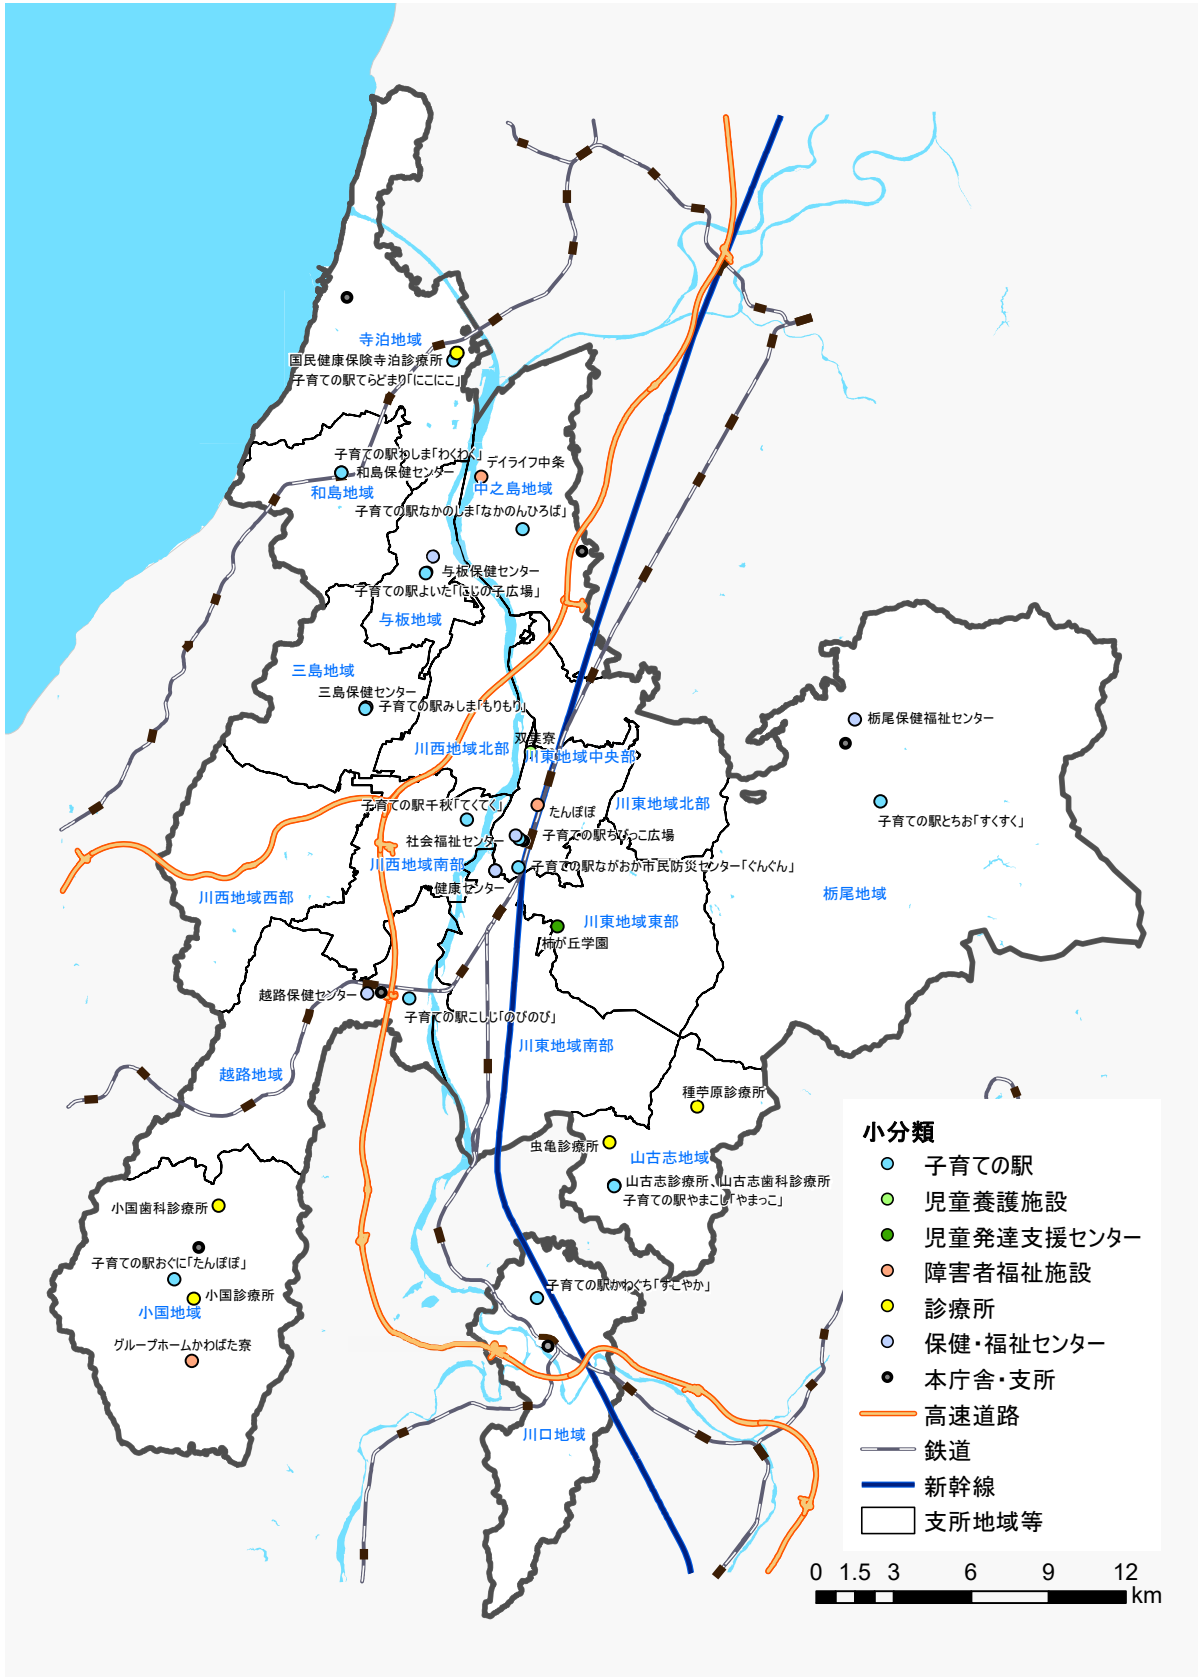 寺泊地域
国民健康保険寺泊診療所
子育ての駅てらどまり「にこにこ」
子育ての駅わしま「わくわく」
和島保健センター
和島地域
デイライフ中条
中之島地域
子育ての駅なかのしま「なかのんひろば」
与板保健センター
子育ての駅よいた「にじの子広場」
与板地域
三島地域
三島保健センター
子育ての駅みしま「もりもり」
双葉寮
川西地域北部
川東地域中央部
栃尾保健福祉センター
川東地域北部
子育ての駅千秋「てくてく」
たんぽぽ
子育ての駅とちお「すくすく」
社会福祉センター
子育ての駅ちびっこ広場
川西地域南部
子育ての駅ながおか市民防災センター「ぐんぐん」
健康センター
川西地域西部
栃尾地域
川東地域東部
柿が丘学園
越路保健センター
子育ての駅こしじ「のびのび」
川東地域南部
越路地域
種苧原診療所
虫亀診療所
山古志地域
山古志診療所、山古志歯科診療所
子育ての駅やまこし「やまっこ」
小国歯科診療所
子育ての駅おぐに「たんぽぽ」
小国診療所
小国地域
子育ての駅かわぐち「すこやか」
グループホームかわばた寮
川口地域
小分類
子育ての駅
児童養護施設
児童発達支援センター
障害者福祉施設
診療所
保健・福祉センター
本庁舎・支所
高速道路
鉄道
新幹線
支所地域等
0 1.5 3 6 9 12
km